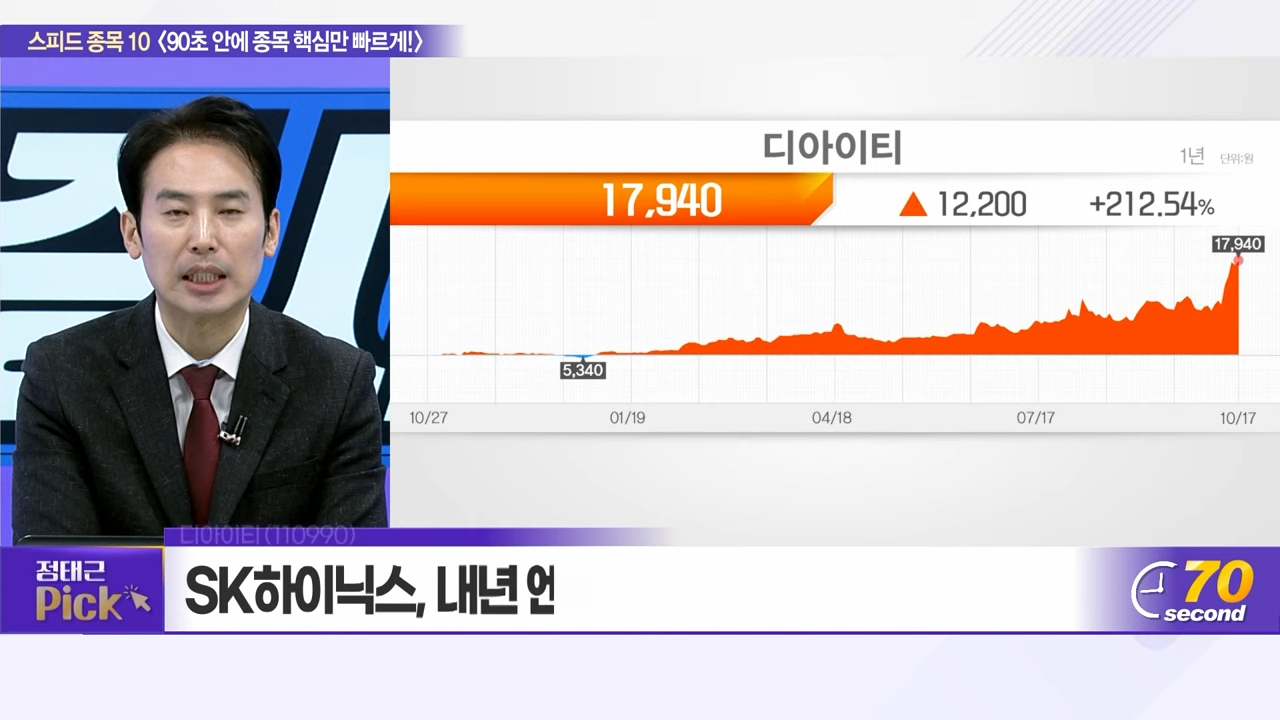 스피드 종목 10 <90초 안에 종목 핵심만 빠르게!>
디아이티
1년 단위:원
17,940 ▲ 12,200 +212.54%
17,940
5,340
10/27 01/19 04/18 07/17 10/17
디아이티(110990)
정태근
Pick
SK하이닉스, 내년 언
70
second